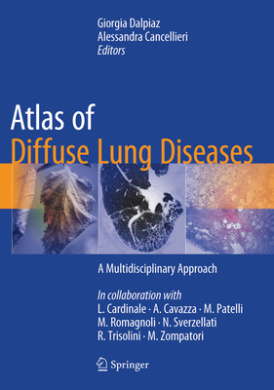 Giorgia Dalpiaz
Alessandra Cancellieri
Editors
Atlas of
Diffuse Lung Diseases
A Multidisciplinary Approach
In collaboration with
L. Cardinale · A. Cavazza · M. Patelli
M. Romagnoli · N. Sverzellati
R. Trisolini · M. Zompatori
Springer